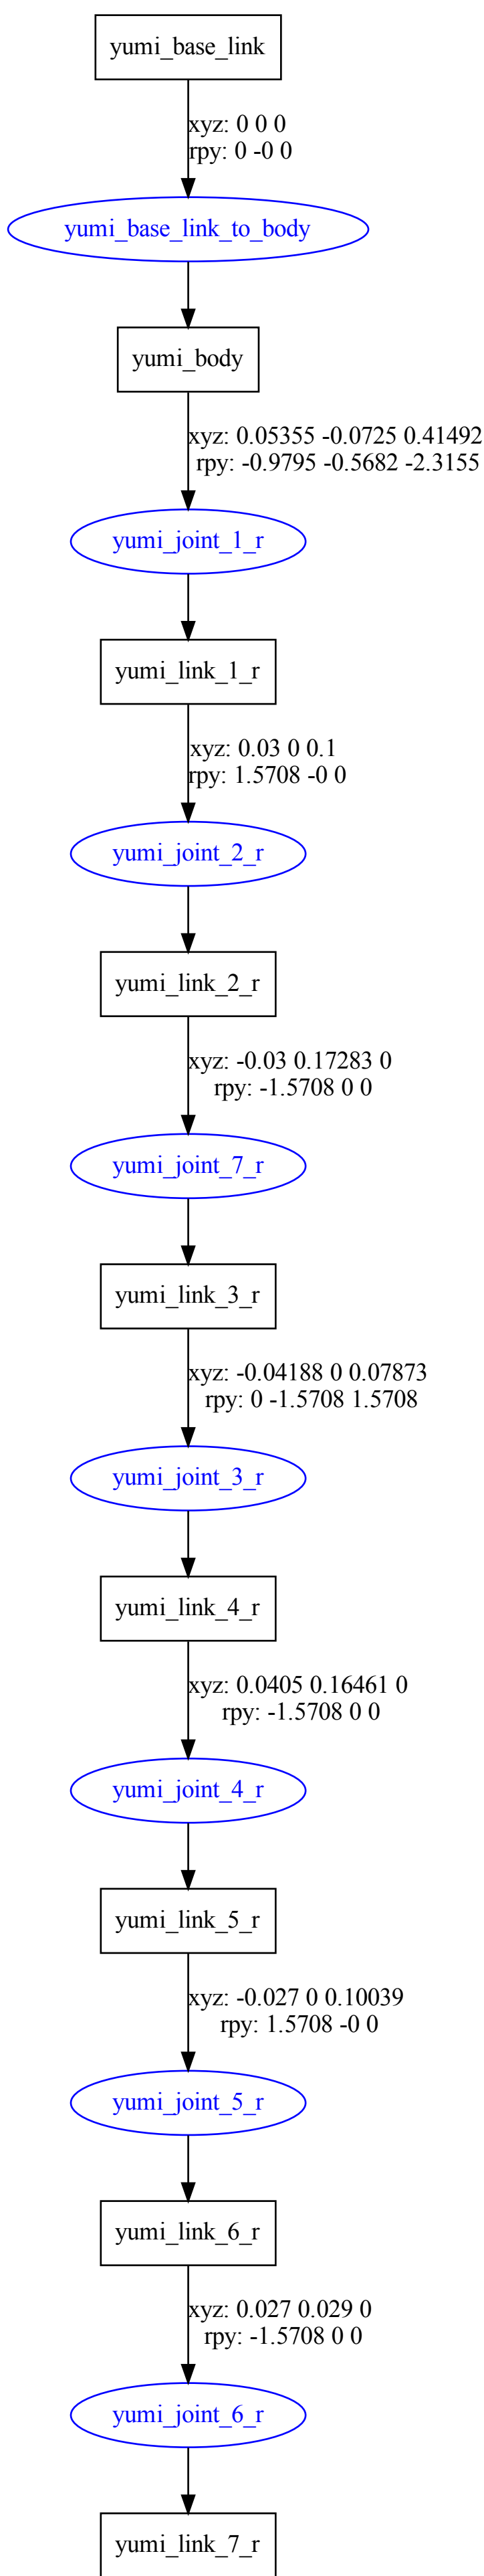 yumi_base_link
xyz: 0 0 0
rpy: 0 -0 0
yumi_base_link_to_body
yumi_body
xyz: 0.05355 -0.0725 0.41492
rpy: -0.9795 -0.5682 -2.3155
yumi_joint_1_r
yumi_link_1_r
xyz: 0.03 0 0.1
rpy: 1.5708 -0 0
yumi_joint_2_r
yumi_link_2_r
xyz: -0.03 0.17283 0
rpy: -1.5708 0 0
yumi_joint_7_r
yumi_link_3_r
xyz: -0.04188 0 0.07873
rpy: 0 -1.5708 1.5708
yumi_joint_3_r
yumi_link_4_r
xyz: 0.0405 0.16461 0
rpy: -1.5708 0 0
yumi_joint_4_r
yumi_link_5_r
xyz: -0.027 0 0.10039
rpy: 1.5708 -0 0
yumi_joint_5_r
yumi_link_6_r
xyz: 0.027 0.029 0
rpy: -1.5708 0 0
yumi_joint_6_r
yumi_link_7_r